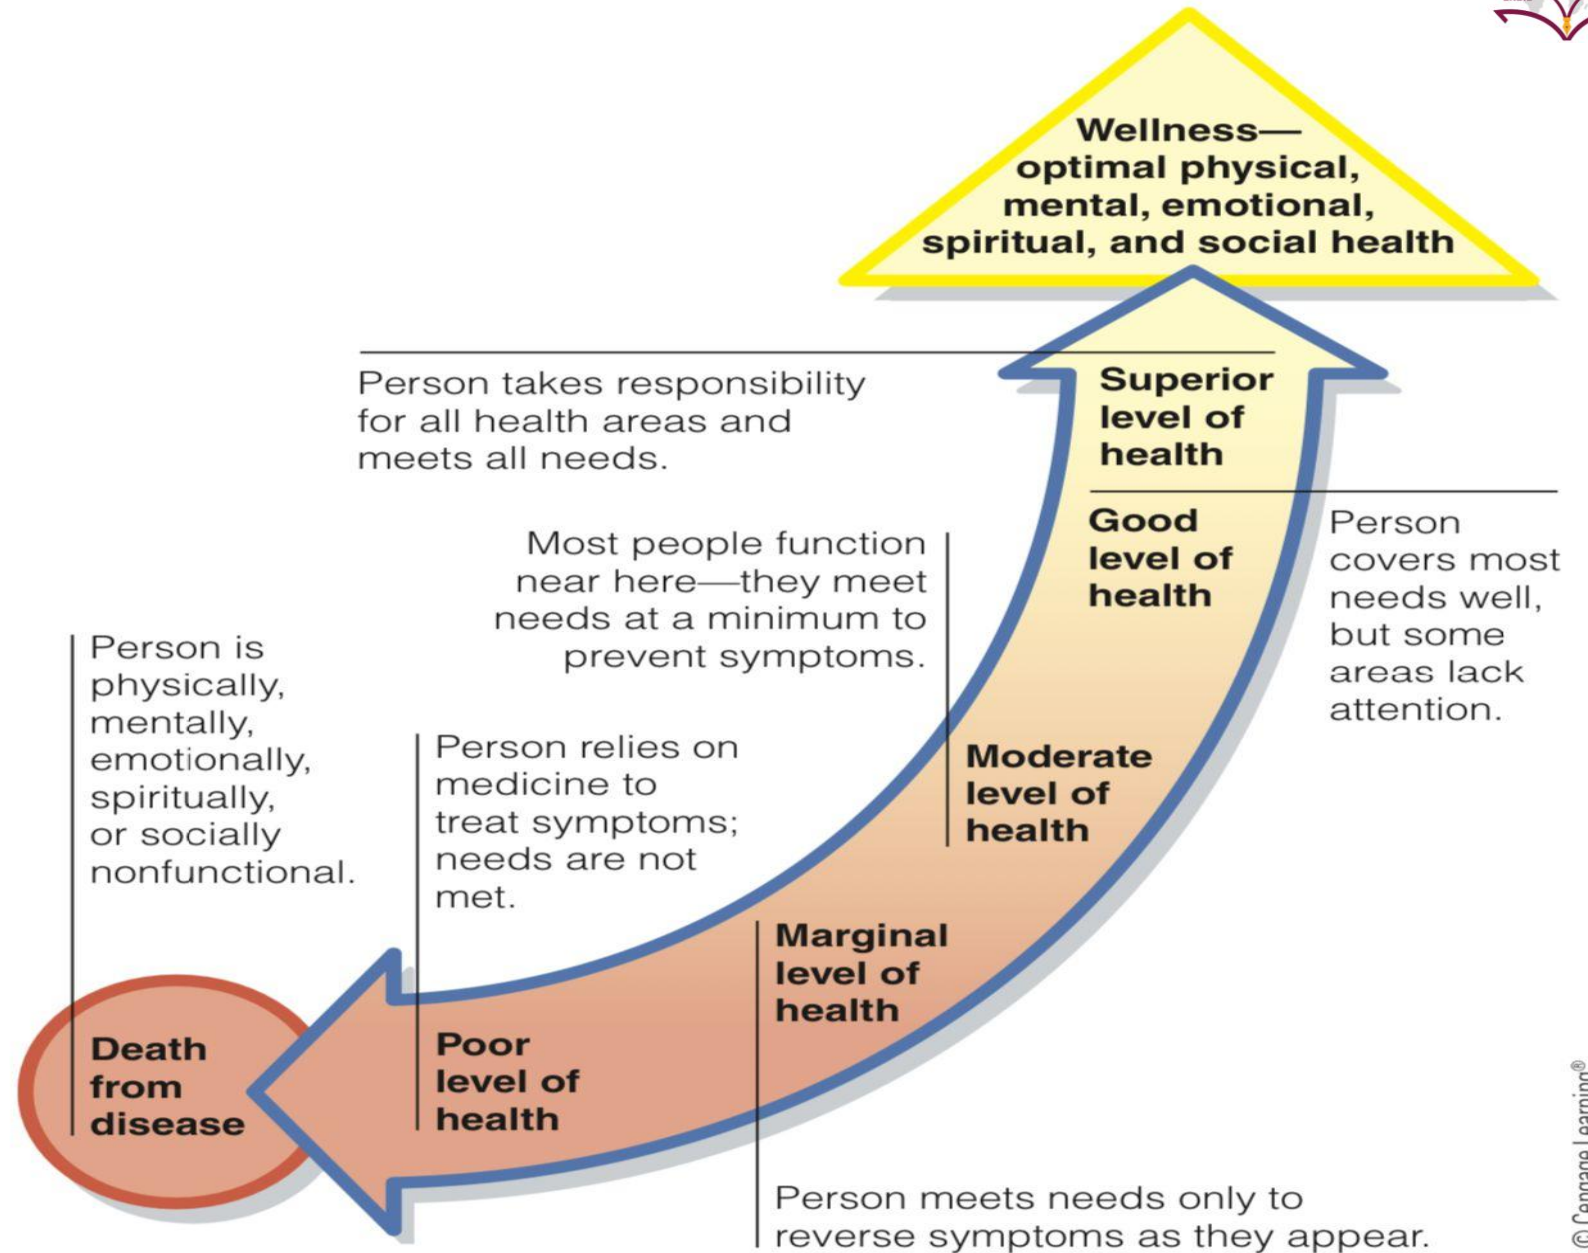 Wellness—
optimal physical,
mental, emotional,
spiritual, and social health
Person takes responsibility
for all health areas and
meets all needs.
Superior
level of
health
Good
level of
health
Person
covers most
needs well,
but some
areas lack
attention.
Most people function
near here—they meet
needs at a minimum to
prevent symptoms.
Moderate
level of
health
Person is
physically,
mentally,
emotionally,
spiritually,
or socially
nonfunctional.
Person relies on
medicine to
treat symptoms;
needs are not
met.
Marginal
level of
health
Death
from
disease
Poor
level of
health
Person meets needs only to
reverse symptoms as they appear.
© Cengage Learning®